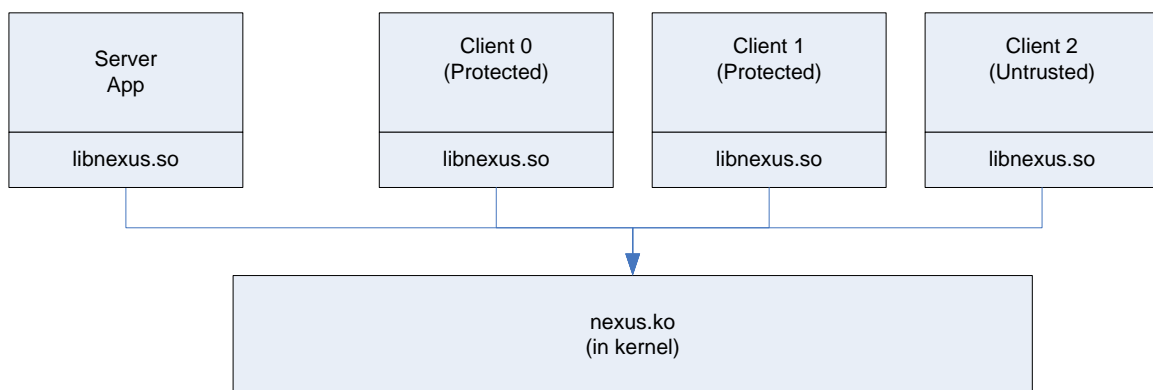 Server
App
Client 0
(Protected)
Client 1
(Protected)
Client 2
(Untrusted)
libnexus.so
libnexus.so
libnexus.so
libnexus.so
nexus.ko
(in kernel)